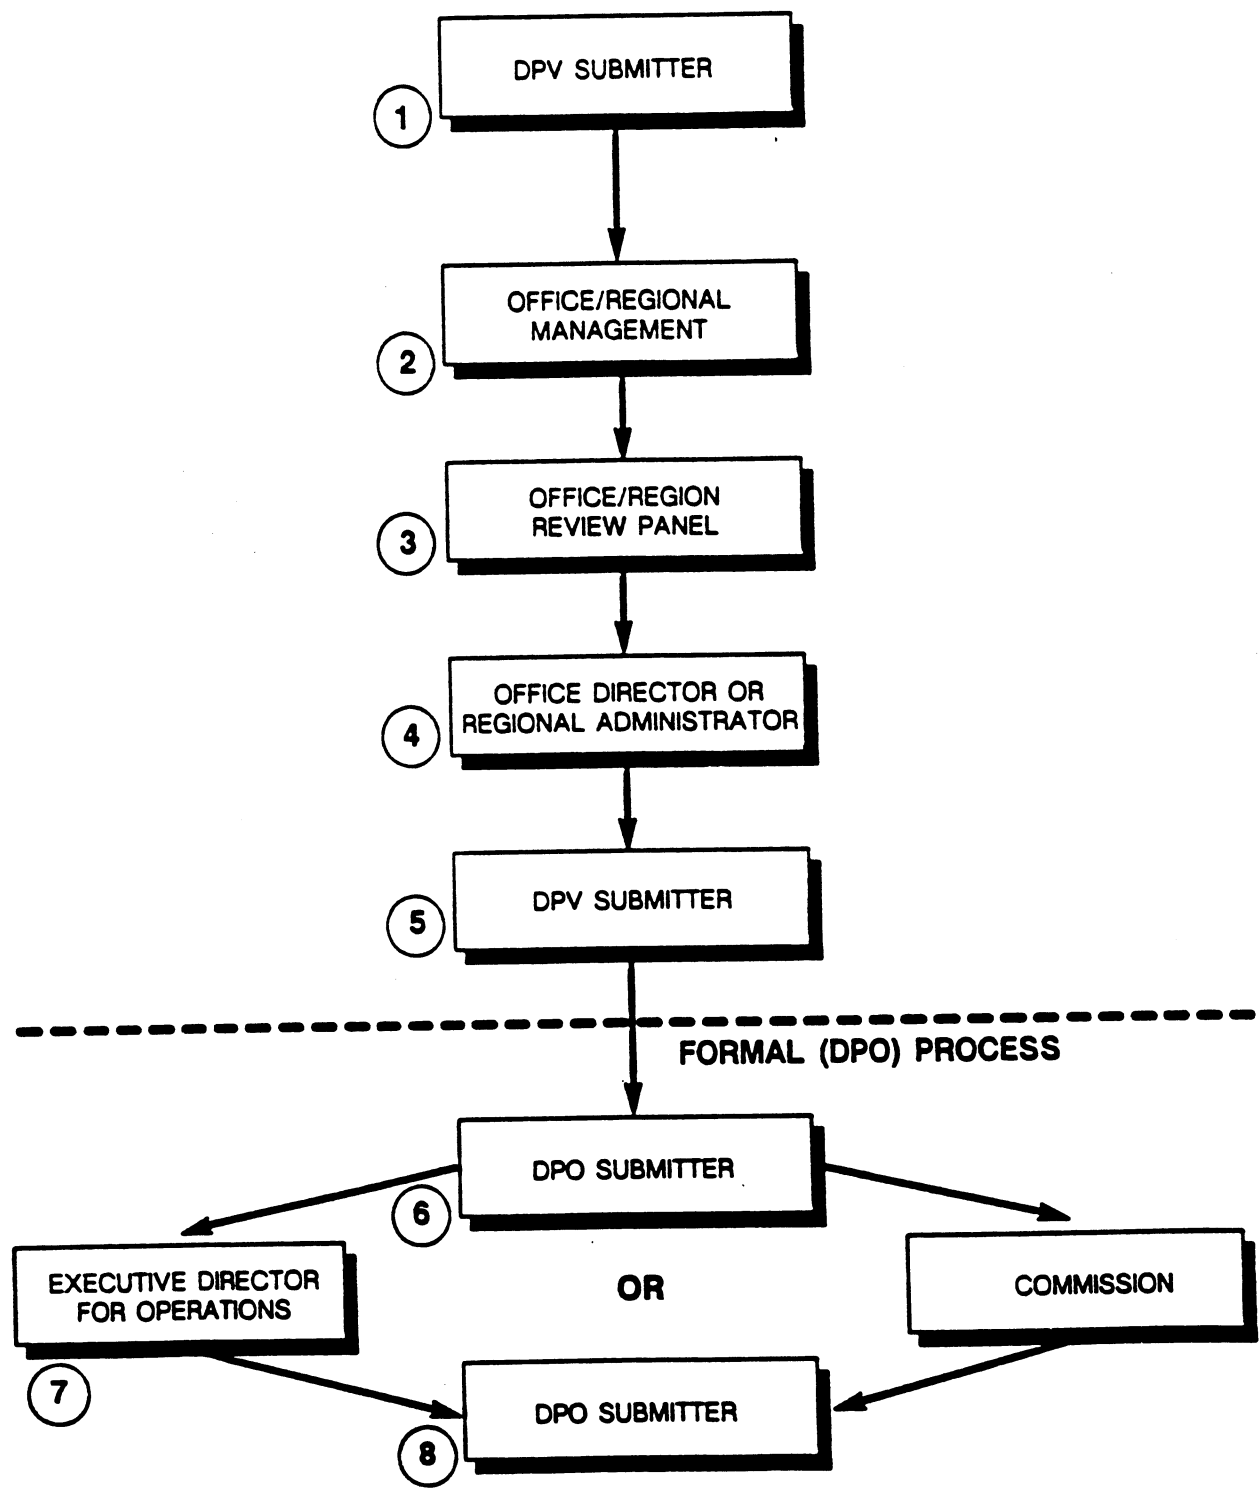 DPV SUBMITTER
1
OFFICE/REGIONAL
MANAGEMENT
2
OFFICE/REGION
REVIEW PANEL
3
OFFICE DIRECTOR OR
REGIONAL ADMINISTRATOR
4
DPV SUBMITTER
5
FORMAL (DPO) PROCESS
DPO SUBMITTER
6
EXECUTIVE DIRECTOR
FOR OPERATIONS
7
OR
COMMISSION
DPO SUBMITTER
8